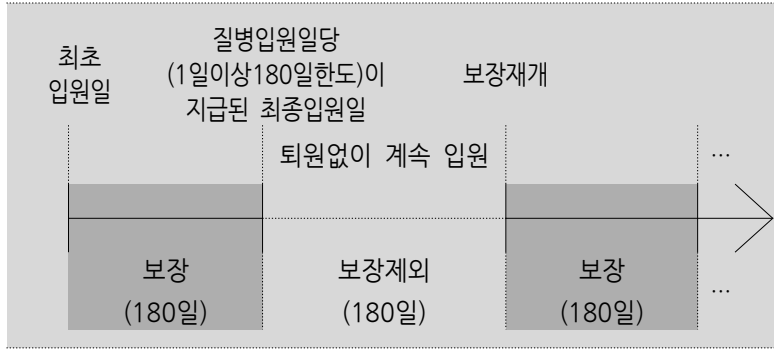 최초
입원일
질병입원일당
(1일이상180일한도)이
지급된 최종입원일
보장재개
퇴원없이 계속 입원
...
보장
(180일)
보장제외
(180일)
보장
(180일)
...